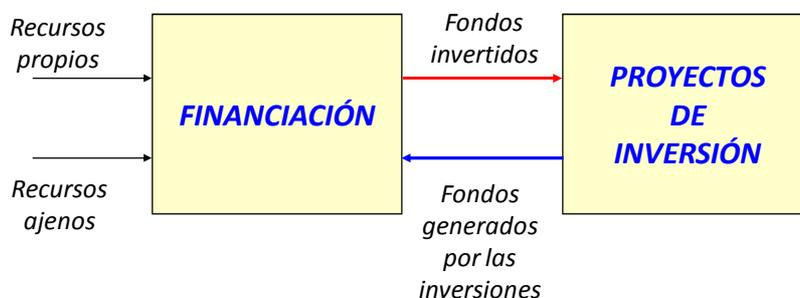 Recursos
propios
FINANCIACIÓN
Recursos
ajenos
Fondos
invertidos
Fondos
generados
por las
inversiones
PROYECTOS
DE
INVERSIÓN